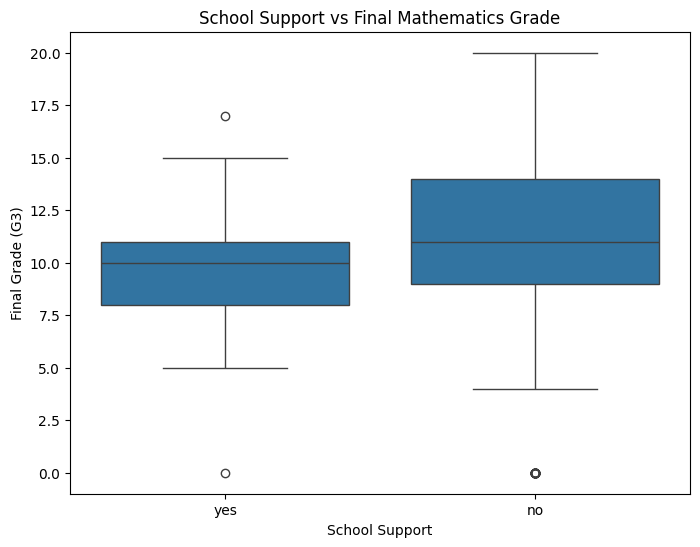 School Support vs Final Mathematics Grade
Final Grade (G3)
20.0
17.5
15.0
12.5
10.0
7.5
5.0
2.5
0.0
yes
no
School Support